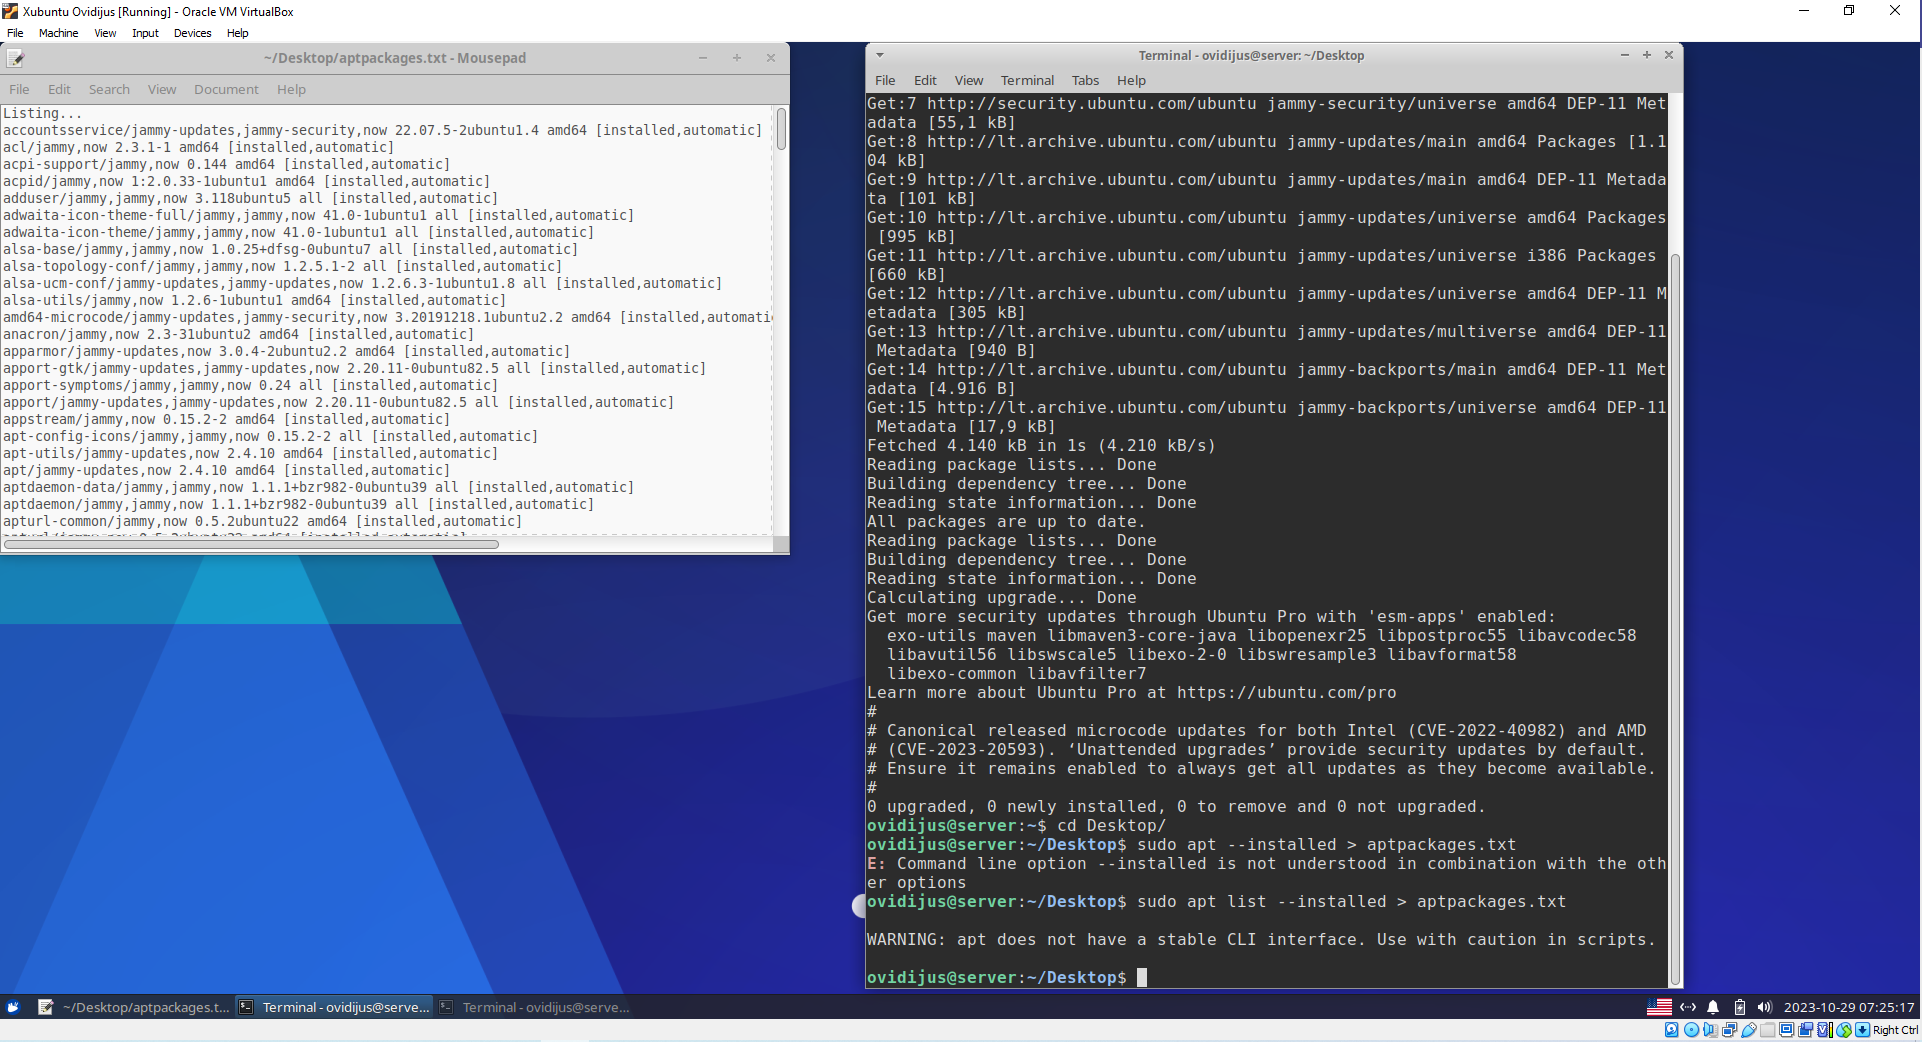 Xubuntu Ovidijus [Running] - Oracle VM VirtualBox
File Machine View Input Devices Help
~/Desktop/aptpackages.txt - Mousepad
File Edit Search View Document Help
Listing...
accountsservice/jammy-updates,jammy-security,now 22.07.5-2ubuntu1.4 amd64 [installed,automatic]
acl/jammy,now 2.3.1-1 amd64 [installed,automatic]
acpi-support/jammy,now 0.144 amd64 [installed,automatic]
acpid/jammy,now 1:2.0.33-1ubuntu1 amd64 [installed,automatic]
adduser/jammy,jammy,now 3.118ubuntu5 all [installed,automatic]
adwaita-icon-theme-full/jammy,jammy,now 41.0-1ubuntu1 all [installed,automatic]
adwaita-icon-theme/jammy,jammy,now 41.0-1ubuntu1 all [installed,automatic]
alsa-base/jammy,jammy,now 1.0.25+dfsg-0ubuntu7 all [installed,automatic]
alsa-topology-conf/jammy,jammy,now 1.2.5.1-2 all [installed,automatic]
alsa-ucm-conf/jammy-updates,jammy-updates,now 1.2.6.3-1ubuntu1.8 all [installed,automatic]
alsa-utils/jammy,now 1.2.6-1ubuntu1 amd64 [installed,automatic]
amd64-microcode/jammy-updates,jammy-security,now 3.20191218.1ubuntu2.2 amd64 [installed,automati
anacron/jammy,now 2.3-31ubuntu2 amd64 [installed,automatic]
apparmor/jammy-updates,now 3.0.4-2ubuntu2.2 amd64 [installed,automatic]
apport-gtk/jammy-updates,jammy-updates,now 2.20.11-0ubuntu82.5 all [installed,automatic]
apport-symptoms/jammy,jammy,now 0.24 all [installed,automatic]
apport/jammy-updates,jammy-updates,now 2.20.11-0ubuntu82.5 all [installed,automatic]
appstream/jammy,now 0.15.2-2 amd64 [installed,automatic]
apt-config-icons/jammy,jammy,now 0.15.2-2 all [installed,automatic]
apt-utils/jammy-updates,now 2.4.10 amd64 [installed,automatic]
apt/jammy-updates,now 2.4.10 amd64 [installed,automatic]
aptdaemon-data/jammy,jammy,now 1.1.1+bzr982-0ubuntu39 all [installed,automatic]
aptdaemon/jammy,jammy,now 1.1.1+bzr982-0ubuntu39 all [installed,automatic]
apturl-common/jammy,now 0.5.2ubuntu22 amd64 [installed,automatic]
Terminal - ovidijus@server: ~/Desktop
File Edit View Terminal Tabs Help
Get:7 http://security.ubuntu.com/ubuntu jammy-security/universe amd64 DEP-11 Met
adata [55,1 kB]
Get:8 http://lt.archive.ubuntu.com/ubuntu jammy-updates/main amd64 Packages [1.1
04 kB]
Get:9 http://lt.archive.ubuntu.com/ubuntu jammy-updates/main amd64 DEP-11 Metada
ta [101 kB]
Get:10 http://lt.archive.ubuntu.com/ubuntu jammy-updates/universe amd64 Packages
[995 kB]
Get:11 http://lt.archive.ubuntu.com/ubuntu jammy-updates/universe i386 Packages
[660 kB]
Get:12 http://lt.archive.ubuntu.com/ubuntu jammy-updates/universe amd64 DEP-11 M
etadata [305 kB]
Get:13 http://lt.archive.ubuntu.com/ubuntu jammy-updates/multiverse amd64 DEP-11
Metadata [940 B]
Get:14 http://lt.archive.ubuntu.com/ubuntu jammy-backports/main amd64 DEP-11 Met
adata [4.916 B]
Get:15 http://lt.archive.ubuntu.com/ubuntu jammy-backports/universe amd64 DEP-11
Metadata [17,9 kB]
Fetched 4.140 kB in 1s (4.210 kB/s)
Reading package lists... Done
Building dependency tree... Done
Reading state information... Done
All packages are up to date.
Reading package lists... Done
Building dependency tree... Done
Reading state information... Done
Calculating upgrade... Done
Get more security updates through Ubuntu Pro with 'esm-apps' enabled:
exo-utils maven libmaven3-core-java libopenexr25 libpostproc55 libavcodec58
libavutil56 libswscale5 libexo-2-0 libswresample3 libavformat58
libexo-common libavfilter7
Learn more about Ubuntu Pro at https://ubuntu.com/pro
#
# Canonical released microcode updates for both Intel (CVE-2022-40982) and AMD
# (CVE-2023-20593). ‘Unattended upgrades’ provide security updates by default.
# Ensure it remains enabled to always get all updates as they become available.
#
0 upgraded, 0 newly installed, 0 to remove and 0 not upgraded.
ovidijus@server:~$ cd Desktop/
ovidijus@server:~/Desktop$ sudo apt --installed > aptpackages.txt
E: Command line option --installed is not understood in combination with the oth
er options
ovidijus@server:~/Desktop$ sudo apt list --installed > aptpackages.txt
WARNING: apt does not have a stable CLI interface. Use with caution in scripts.
ovidijus@server:~/Desktop$
~/Desktop/aptpackages.t... Terminal - ovidijus@serve... Terminal - ovidijus@serve... 2023-10-29 07:25:17
Right Ctrl